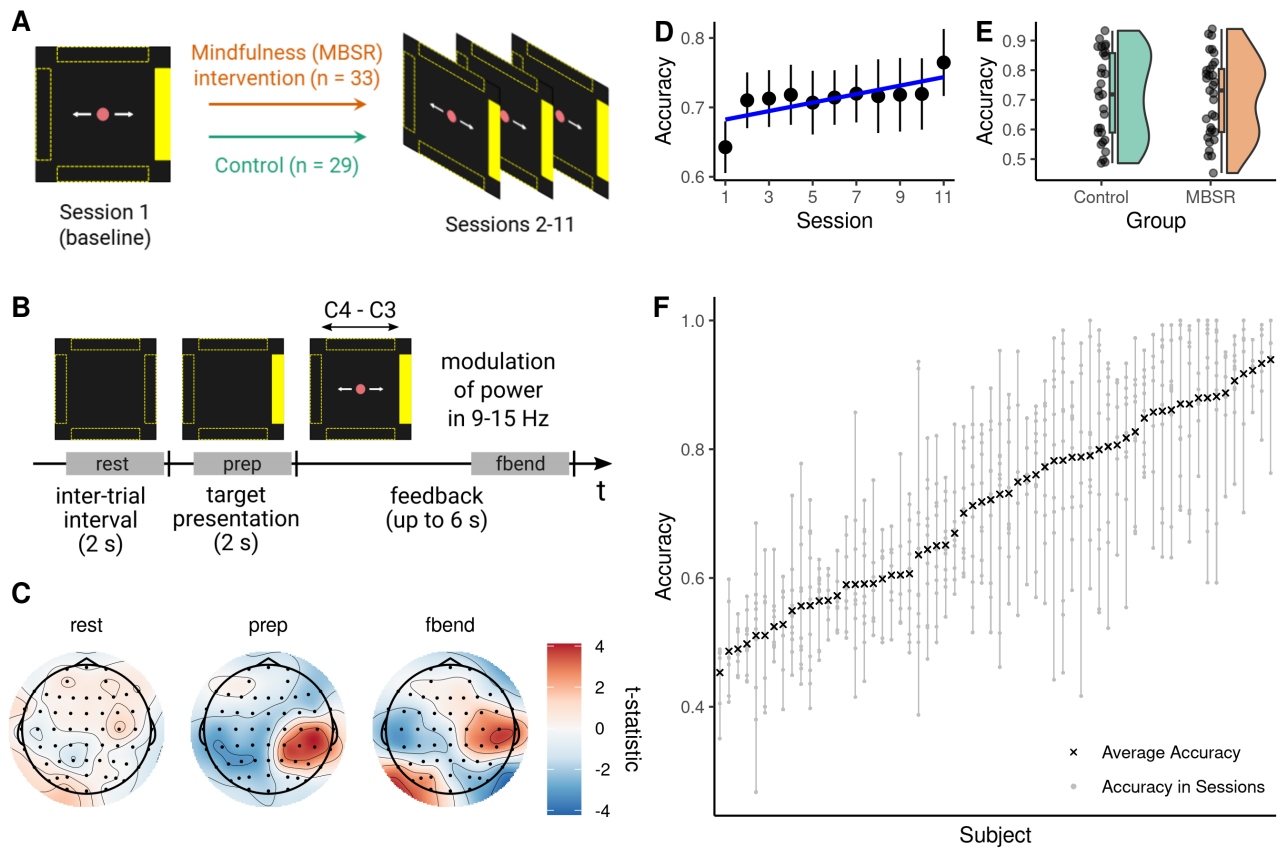 A
Mindfulness (MBSR)
intervention (n = 33)
Control (n = 29)
Session 1
(baseline)
Sessions 2-11
B
C4 - C3
modulation
of power
in 9-15 Hz
rest
prep
fbend
t
inter-trial
interval
(2 s)
target
presentation
(2 s)
feedback
(up to 6 s)
C
rest
prep
fbend
4
2
0
-2
-4
t-statistic
D
Accuracy
0.8
0.7
0.6
1
3
5
7
9
11
Session
E
Accuracy
0.9
0.8
0.7
0.6
0.5
Control
MBSR
Group
F
Accuracy
1.0
0.8
0.6
0.4
Average Accuracy
Accuracy in Sessions
Subject